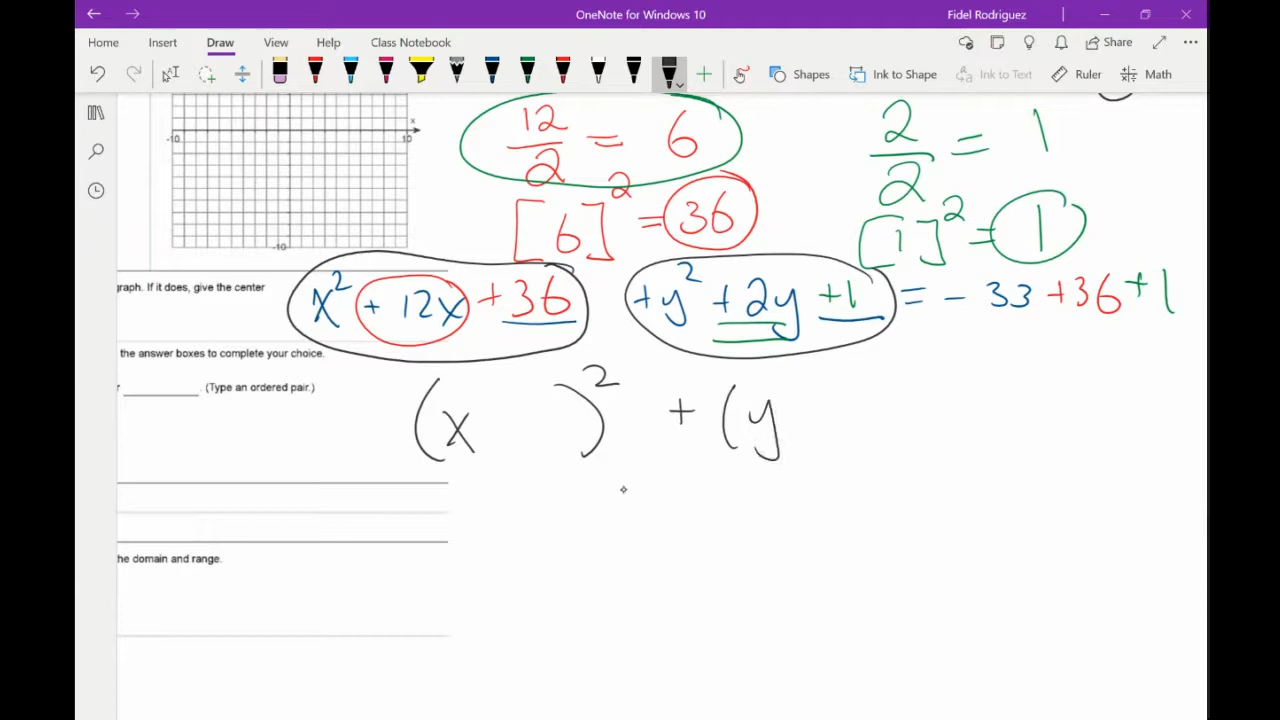 OneNote for Windows 10
Fidel Rodriguez
Home Insert Draw View Help Class Notebook Share
Shapes Ink to Shape Ink to Text Ruler Math
x
-10 10
-10
12/2 = 6
2/2 = 1
[6]² = 36
[1]² = 1
x² + 12x + 36 + y² + 2y + 1 = - 33 + 36 + 1
graph. If it does, give the center
the answer boxes to complete your choice.
(Type an ordered pair.)
(x )² + (y
he domain and range.